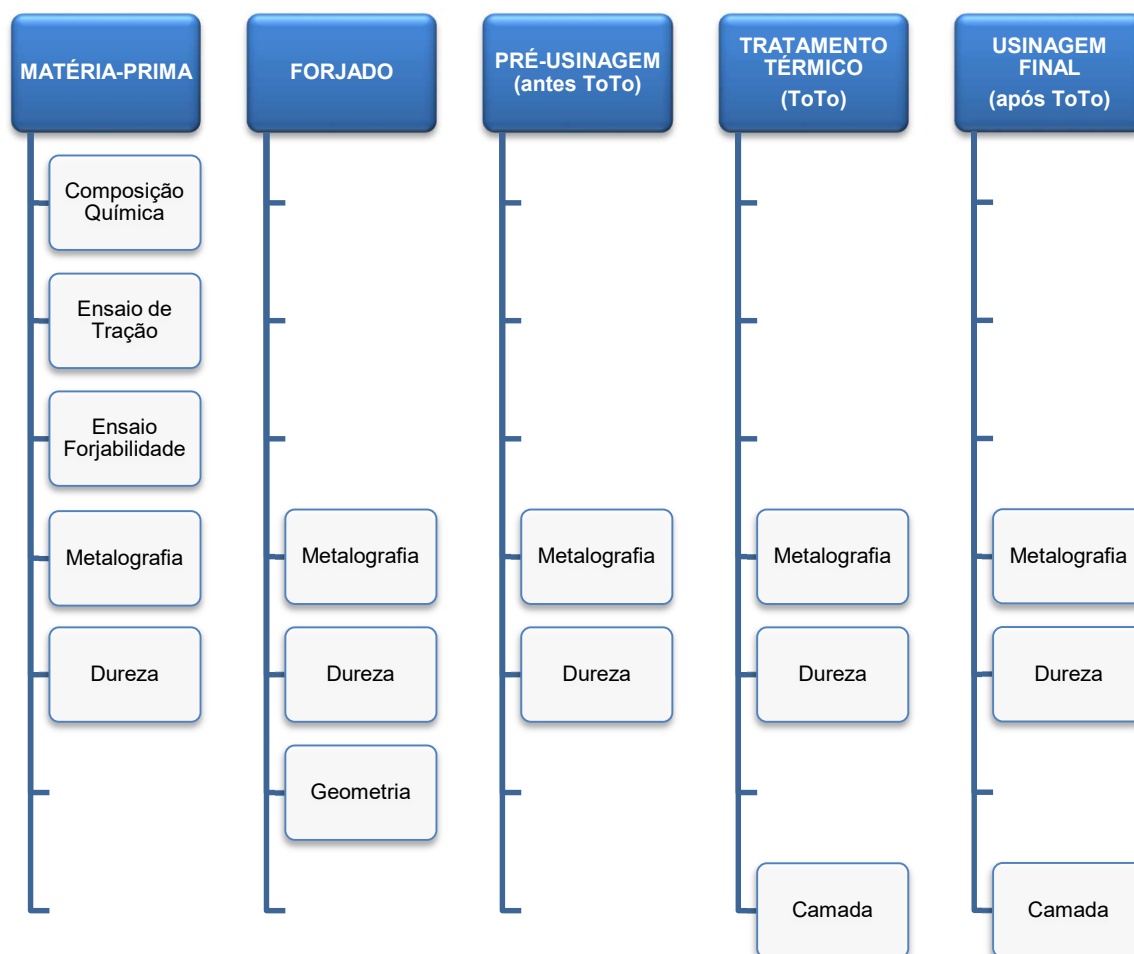 MATÉRIA-PRIMA
FORJADO
PRÉ-USINAGEM
(antes ToTo)
TRATAMENTO
TÉRMICO
(ToTo)
USINAGEM
FINAL
(após ToTo)
Composição
Química
Ensaio de
Tração
Ensaio
Forjabilidade
Metalografia
Metalografia
Metalografia
Metalografia
Metalografia
Dureza
Dureza
Dureza
Dureza
Dureza
Geometria
Camada
Camada